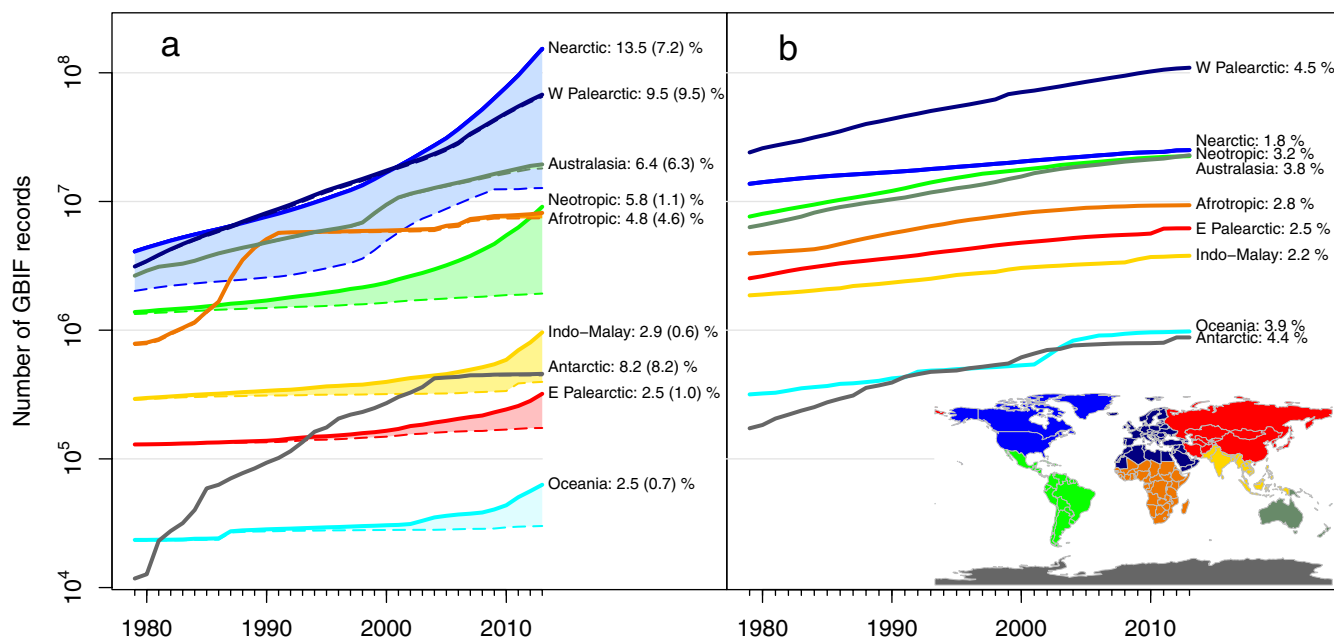 a
b
Number of GBIF records
10⁸
10⁷
10⁶
10⁵
10⁴
Nearctic: 13.5 (7.2) %
W Palearctic: 9.5 (9.5) %
Australasia: 6.4 (6.3) %
Neotropic: 5.8 (1.1) %
Afrotropic: 4.8 (4.6) %
Indo−Malay: 2.9 (0.6) %
Antarctic: 8.2 (8.2) %
E Palearctic: 2.5 (1.0) %
Oceania: 2.5 (0.7) %
1980 1990 2000 2010
W Palearctic: 4.5 %
Nearctic: 1.8 %
Neotropic: 3.2 %
Australasia: 3.8 %
Afrotropic: 2.8 %
E Palearctic: 2.5 %
Indo−Malay: 2.2 %
Oceania: 3.9 %
Antarctic: 4.4 %
1980 1990 2000 2010